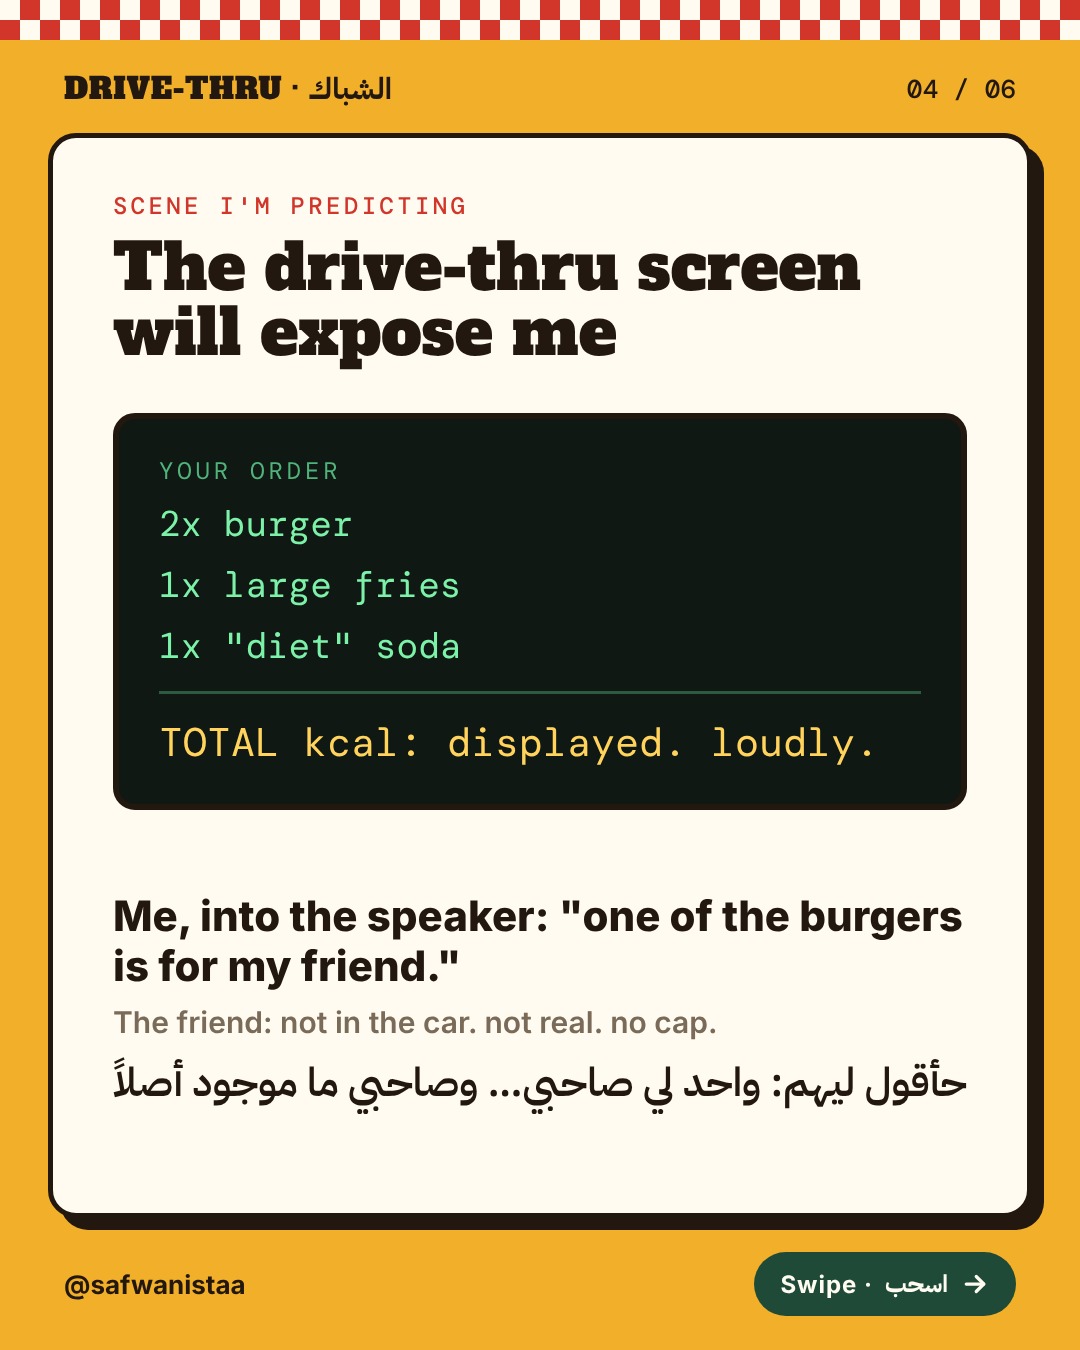 DRIVE-THRU · الشباك
04 / 06
SCENE I'M PREDICTING
The drive-thru screen
will expose me
YOUR ORDER
2x burger
1x large fries
1x "diet" soda
TOTAL kcal: displayed. loudly.
Me, into the speaker: "one of the burgers
is for my friend."
The friend: not in the car. not real. no cap.
حأقول ليهم: واحد لي صاحبي... وصاحبي ما موجود أصلاً
@safwanistaa
Swipe · اسحب →